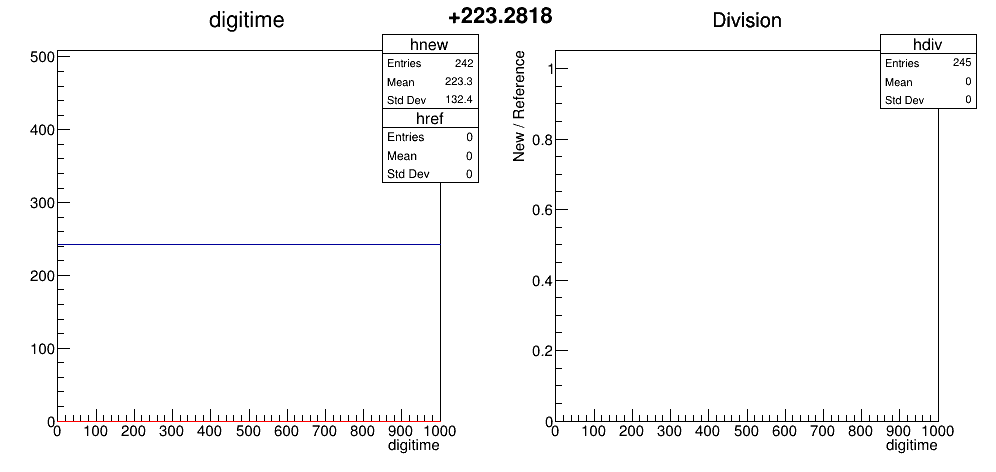 +223.2818
digitime
hnew
Entries 242
Mean 223.3
Std Dev 132.4
href
Entries 0
Mean 0
Std Dev 0
500
400
300
200
100
0
0 100 200 300 400 500 600 700 800 900 1000
digitime
Division
hdiv
Entries 245
Mean 0
Std Dev 0
New / Reference
1
0.8
0.6
0.4
0.2
0
0 100 200 300 400 500 600 700 800 900 1000
digitime